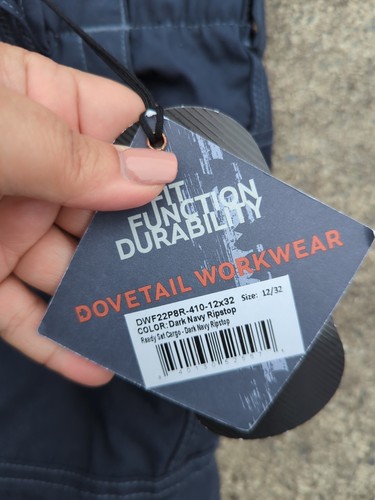 FIT
FUNCTION
DURABILITY
DOVETAIL WORKWEAR
DWF22P8R-410-12x32 Size: 12/32
COLOR: Dark Navy Ripstop
Ready Set Cargo - Dark Navy Ripstop